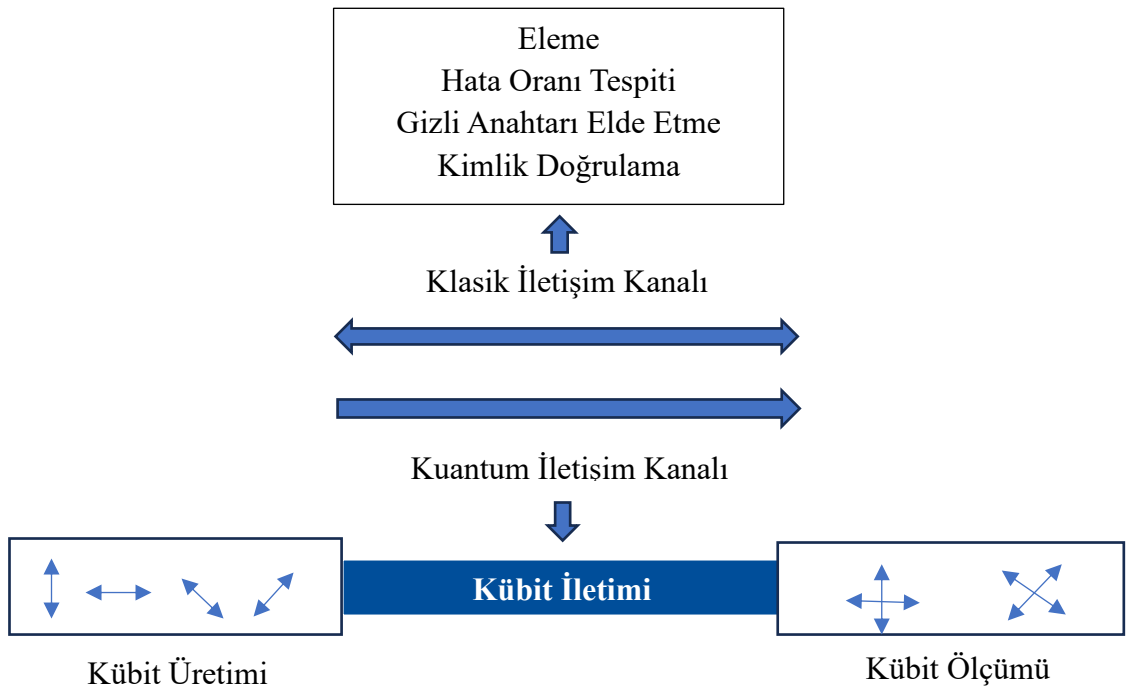 Eleme
Hata Oranı Tespiti
Gizli Anahtarı Elde Etme
Kimlik Doğrulama
Klasik İletişim Kanalı
Kuantum İletişim Kanalı
Kübit İletimi
Kübit Üretimi
Kübit Ölçümü